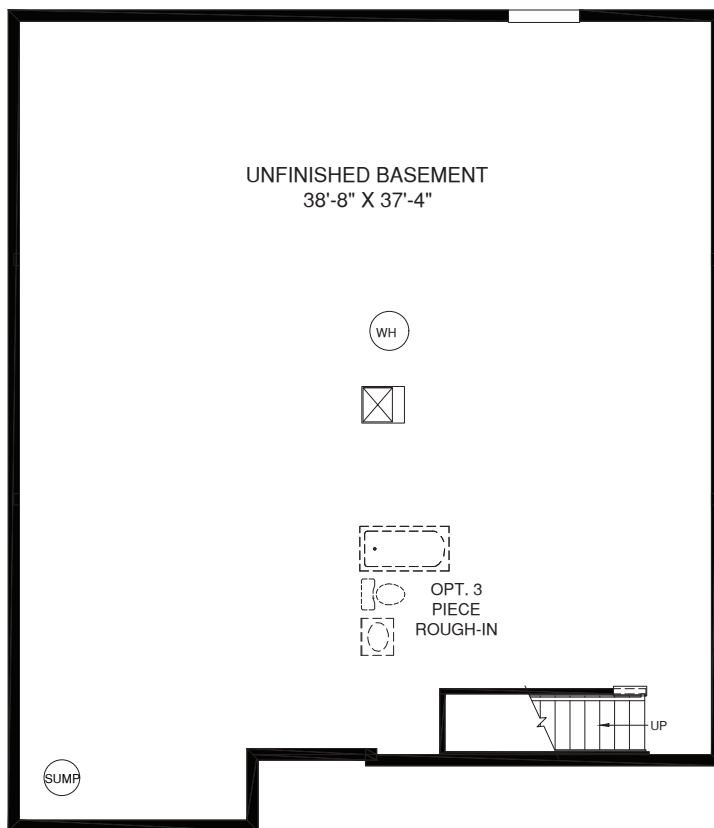 UNFINISHED BASEMENT
38'-8" X 37'-4"
WH
OPT. 3
PIECE
ROUGH-IN
UP
SUMP